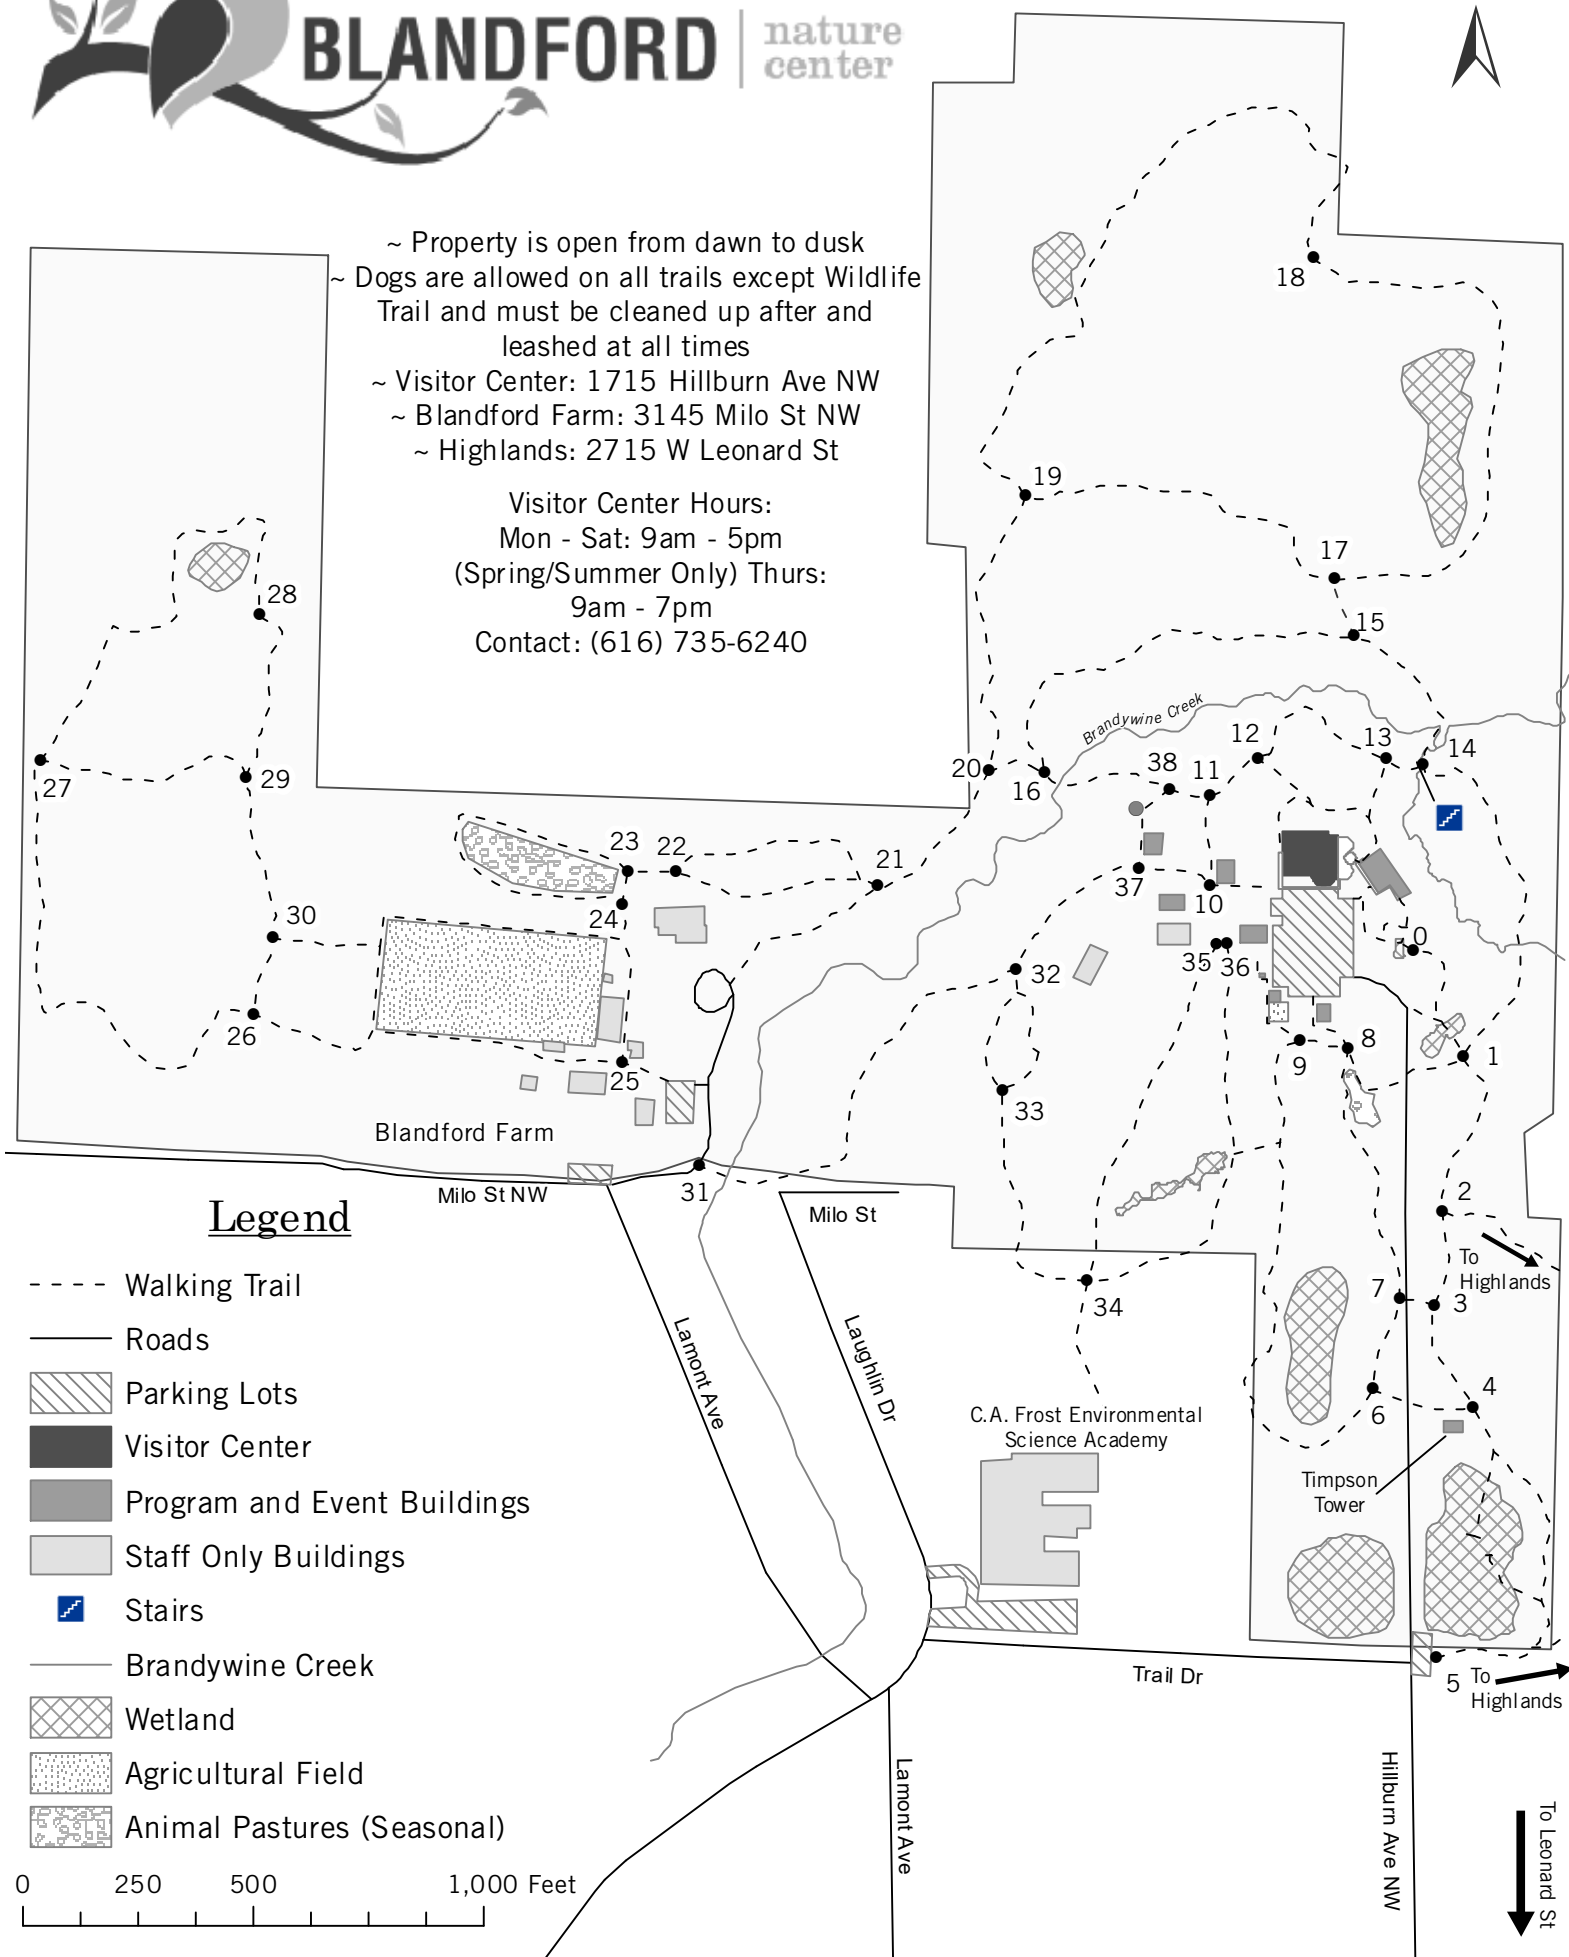 BLANDFORD
nature
center
~ Property is open from dawn to dusk
~ Dogs are allowed on all trails except Wildlife
Trail and must be cleaned up after and
leashed at all times
~ Visitor Center: 1715 Hillburn Ave NW
~ Blandford Farm: 3145 Milo St NW
~ Highlands: 2715 W Leonard St
Visitor Center Hours:
Mon - Sat: 9am - 5pm
(Spring/Summer Only) Thurs:
9am - 7pm
Contact: (616) 735-6240
18
19
17
15
28
Brandywine Creek
12
13
14
20
16
38
11
27
29
23
22
21
37
10
24
30
0
35
36
32
26
25
9
8
1
33
Blandford Farm
31
Milo St NW
Milo St
2
To
Highlands
34
7
3
Lamont Ave
Laughlin Dr
4
6
C.A. Frost Environmental
Science Academy
Timpson
Tower
Trail Dr
5
To
Highlands
Lamont Ave
Hillburn Ave NW
To Leonard St
Legend
Walking Trail
Roads
Parking Lots
Visitor Center
Program and Event Buildings
Staff Only Buildings
Stairs
Brandywine Creek
Wetland
Agricultural Field
Animal Pastures (Seasonal)
0 250 500 1,000 Feet